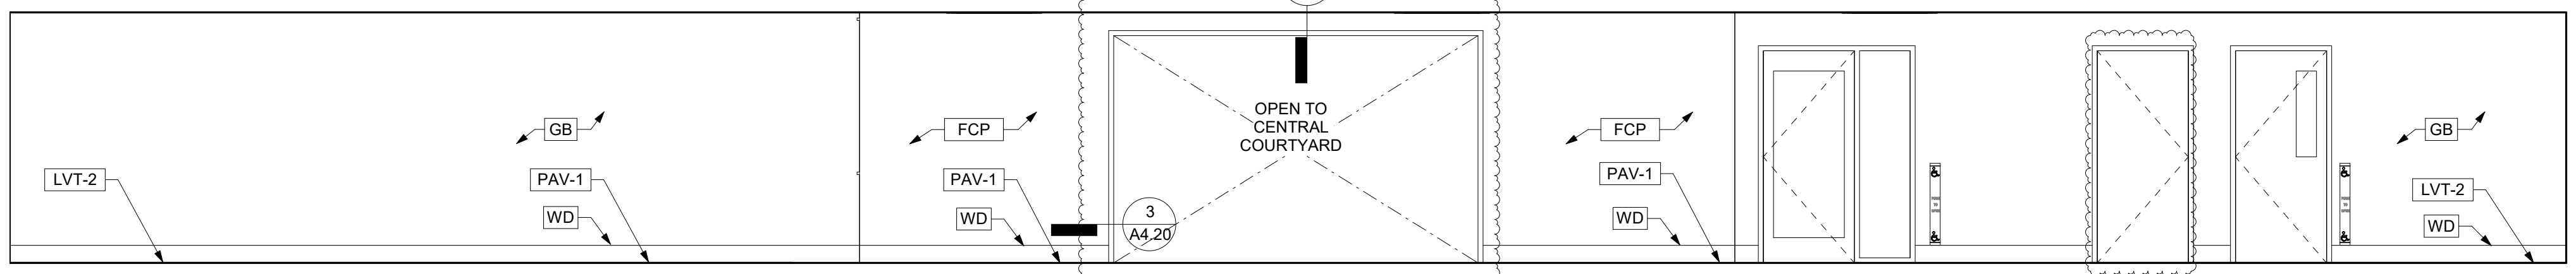 GB
FCP
OPEN TO
CENTRAL
COURTYARD
FCP
GB
LVT-2
PAV-1
PAV-1
PAV-1
LVT-2
WD
WD
3
A4.20
WD
WD